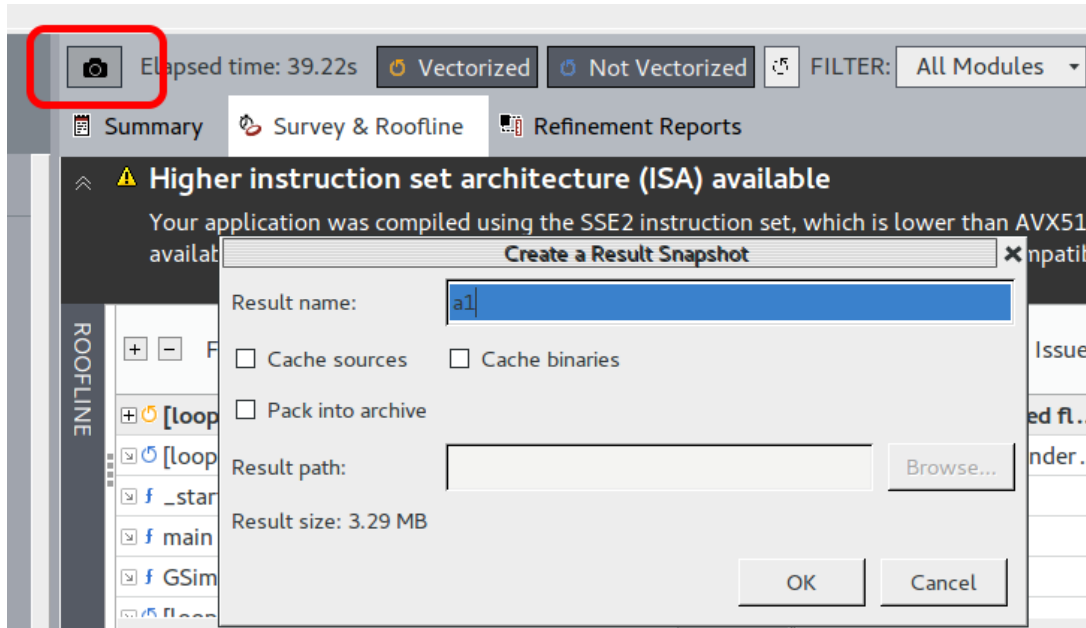 Elapsed time: 39.22s Vectorized Not Vectorized FILTER: All Modules
Summary Survey & Roofline Refinement Reports
Higher instruction set architecture (ISA) available
Your application was compiled using the SSE2 instruction set, which is lower than AVX51
availab
Create a Result Snapshot
mpatib
Result name: a1
ROOFLINE
+ - F
Issue
Cache sources Cache binaries
Pack into archive
[loop
ed fl...
[loop
nder.
Result path: Browse...
_star
Result size: 3.29 MB
main
GSim
OK Cancel
[loop